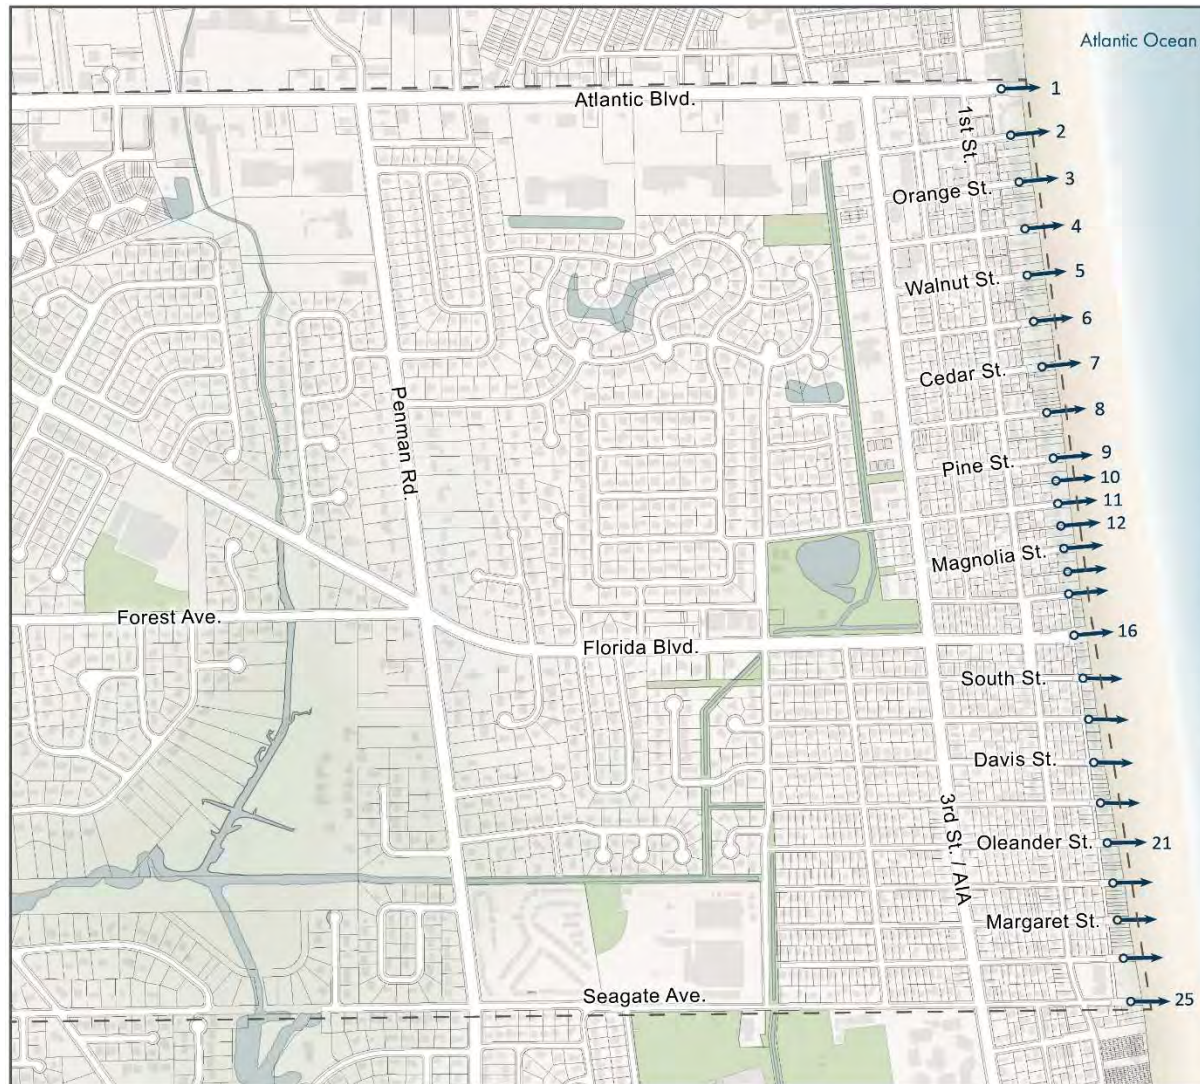 Atlantic Ocean
1
Atlantic Blvd.
1st St.
2
3
Orange St.
4
5
Walnut St.
6
7
Cedar St.
8
Penman Rd.
9
Pine St.
10
11
12
Magnolia St.
Forest Ave.
16
Florida Blvd.
South St.
Davis St.
3rd St. / AIA
Oleander St.
21
Margaret St.
Seagate Ave.
25